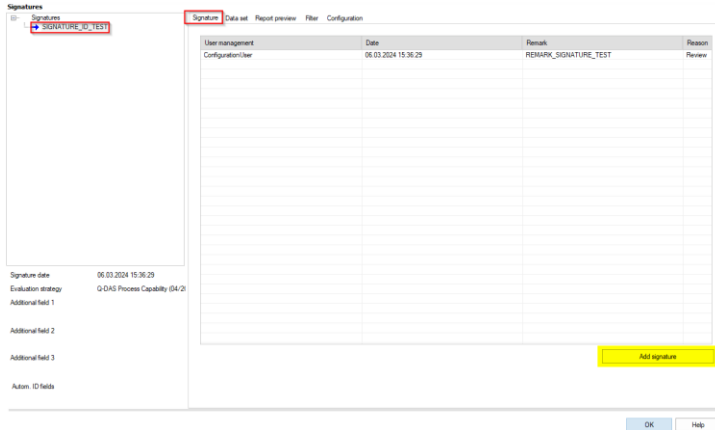 Signatures
Signatures
SIGNATURE_ID_TEST
Signature Data set Report preview Filter Configuration
User management Date Remark Reason
ConfigurationUser 06.03.2024 15:36:29 REMARK_SIGNATURE_TEST Review
Signature date 06.03.2024 15:36:29
Evaluation strategy Q-DAS Process Capability (04/2
Additional field 1
Additional field 2
Additional field 3
Add signature
Autom. ID fields
OK Help